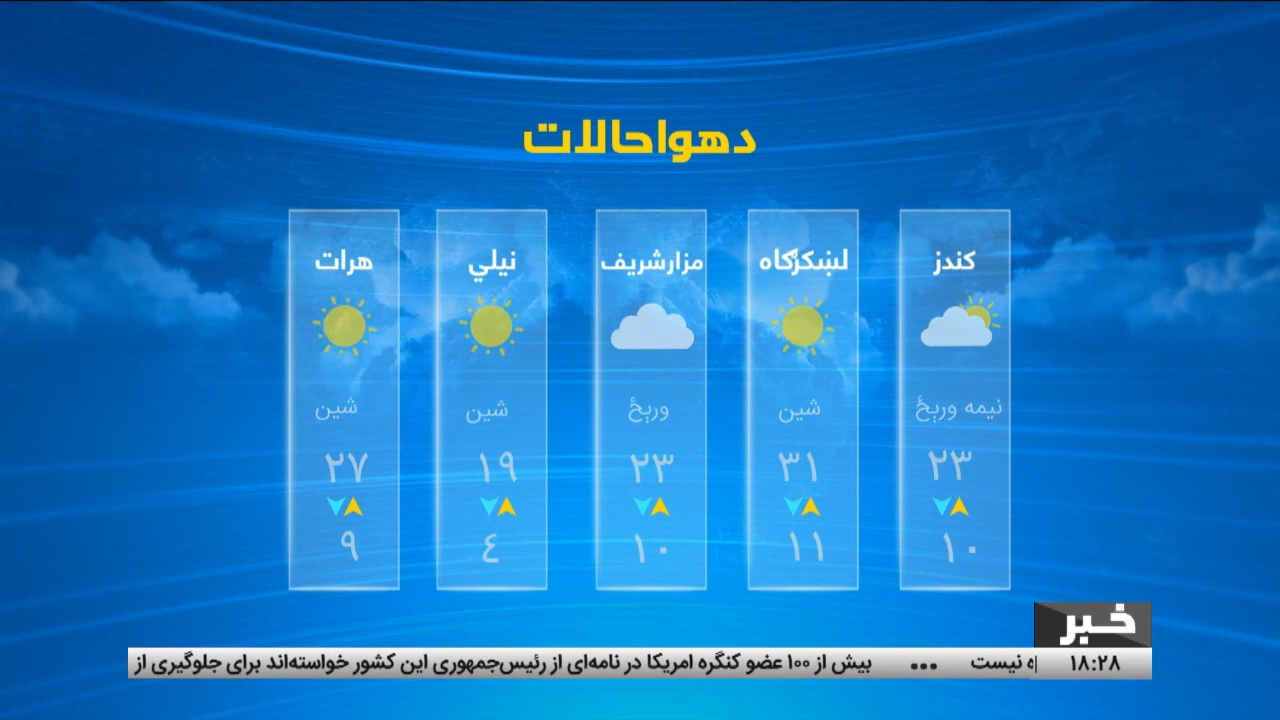 دهواحالات
کندز
نیمه وریځ
۲۳
۱۰
لښکرګاه
شین
۳۱
۱۱
مزارشریف
وریځ
۲۳
۱۰
نیلي
شین
۱۹
٤
هرات
شین
۲۷
۹
خبر
۱۸:۲۸
ه نیست ... بیش از ۱۰۰ عضو کنگره امریکا در نامه‌ای از رئیس‌جمهوری این کشور خواسته‌اند برای جلوگیری از